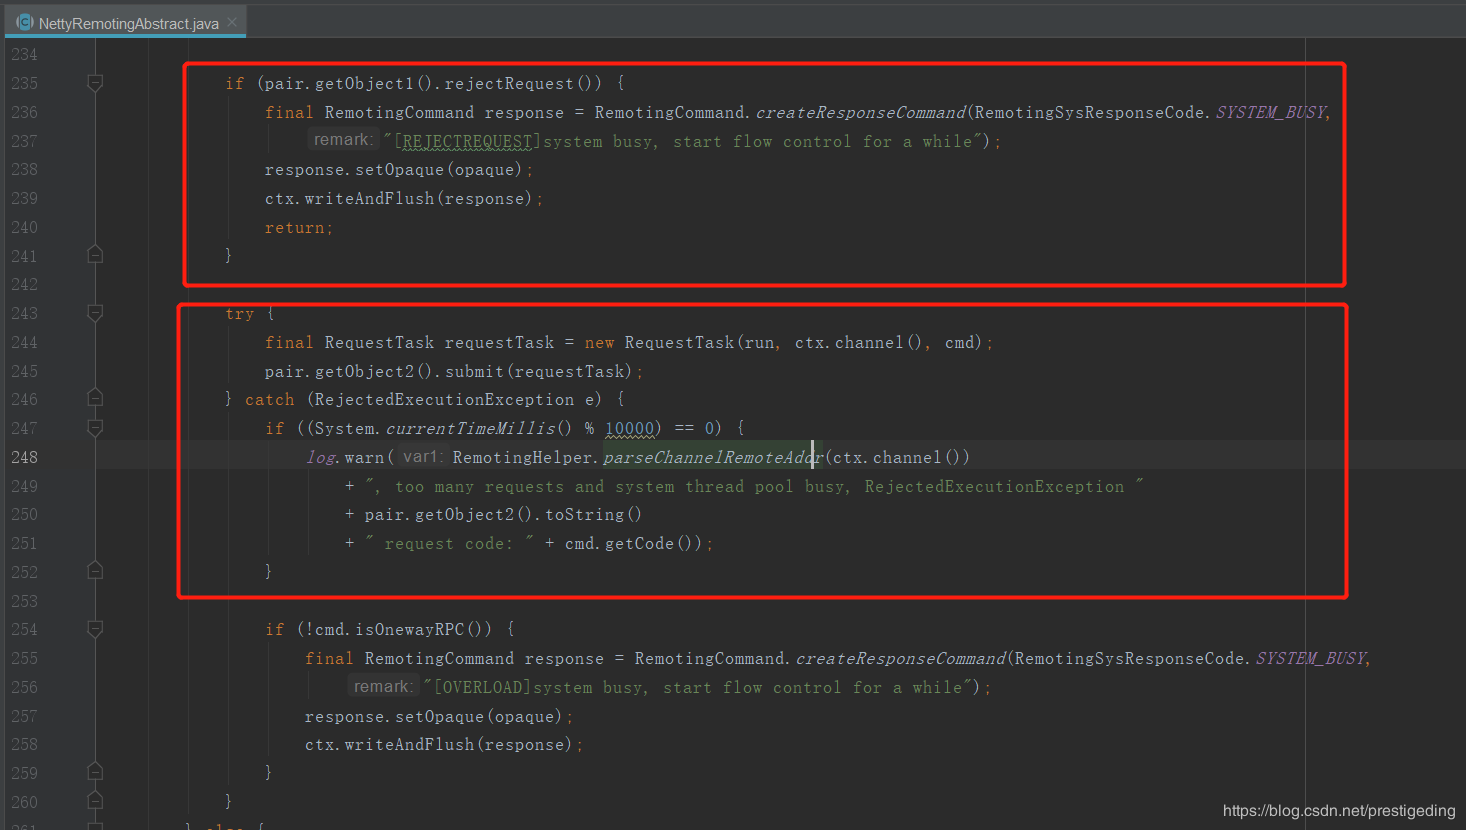 NettyRemotingAbstract.java
234
235 if (pair.getObject1().rejectRequest()) {
236 final RemotingCommand response = RemotingCommand.createResponseCommand(RemotingSysResponseCode.SYSTEM_BUSY,
237 remark: "[REJECTREQUEST]system busy, start flow control for a while");
238 response.setOpaque(opaque);
239 ctx.writeAndFlush(response);
240 return;
241 }
242
243 try {
244 final RequestTask requestTask = new RequestTask(run, ctx.channel(), cmd);
245 pair.getObject2().submit(requestTask);
246 } catch (RejectedExecutionException e) {
247 if ((System.currentTimeMillis() % 10000) == 0) {
248 log.warn( var1: RemotingHelper.parseChannelRemoteAddr(ctx.channel())
249 + ", too many requests and system thread pool busy, RejectedExecutionException "
250 + pair.getObject2().toString()
251 + " request code: " + cmd.getCode());
252 }
253
254 if (!cmd.isOnewayRPC()) {
255 final RemotingCommand response = RemotingCommand.createResponseCommand(RemotingSysResponseCode.SYSTEM_BUSY,
256 remark: "[OVERLOAD]system busy, start flow control for a while");
257 response.setOpaque(opaque);
258 ctx.writeAndFlush(response);
259 }
260 }
261 } else {
https://blog.csdn.net/prestigeding